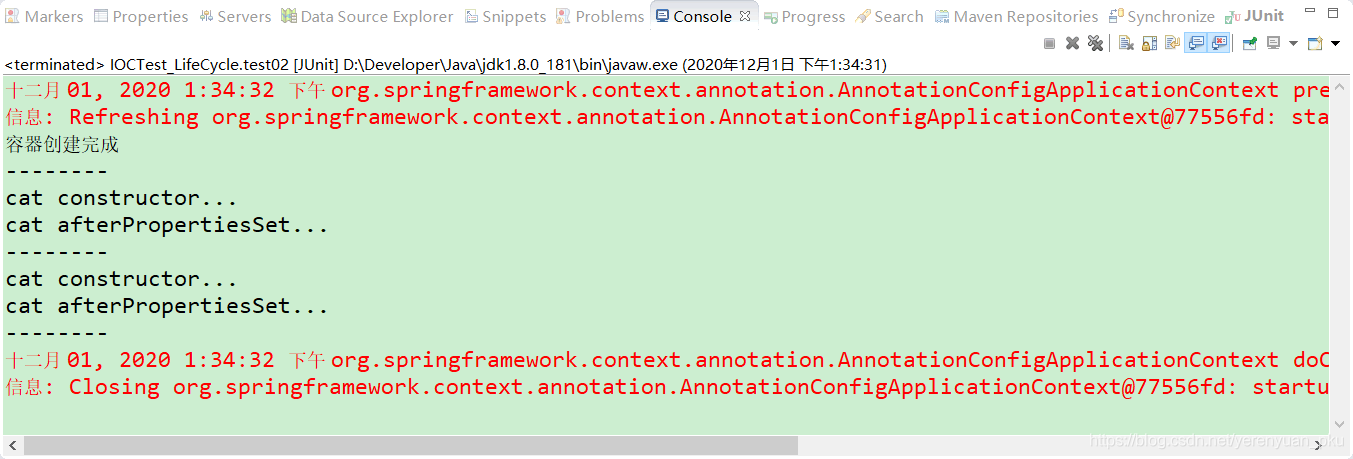 Markers Properties Servers Data Source Explorer Snippets Problems Console Progress Search Maven Repositories Synchronize JUnit
<terminated> IOCTest_LifeCycle.test02 [JUnit] D:\Developer\Java\jdk1.8.0_181\bin\javaw.exe (2020年12月1日 下午1:34:31)
十二月 01, 2020 1:34:32 下午 org.springframework.context.annotation.AnnotationConfigApplicationContext pre
信息: Refreshing org.springframework.context.annotation.AnnotationConfigApplicationContext@77556fd: sta
容器创建完成
--------
cat constructor...
cat afterPropertiesSet...
--------
cat constructor...
cat afterPropertiesSet...
--------
十二月 01, 2020 1:34:32 下午 org.springframework.context.annotation.AnnotationConfigApplicationContext doC
信息: Closing org.springframework.context.annotation.AnnotationConfigApplicationContext@77556fd: startu
https://blog.csdn.net/yerenyuan_pku